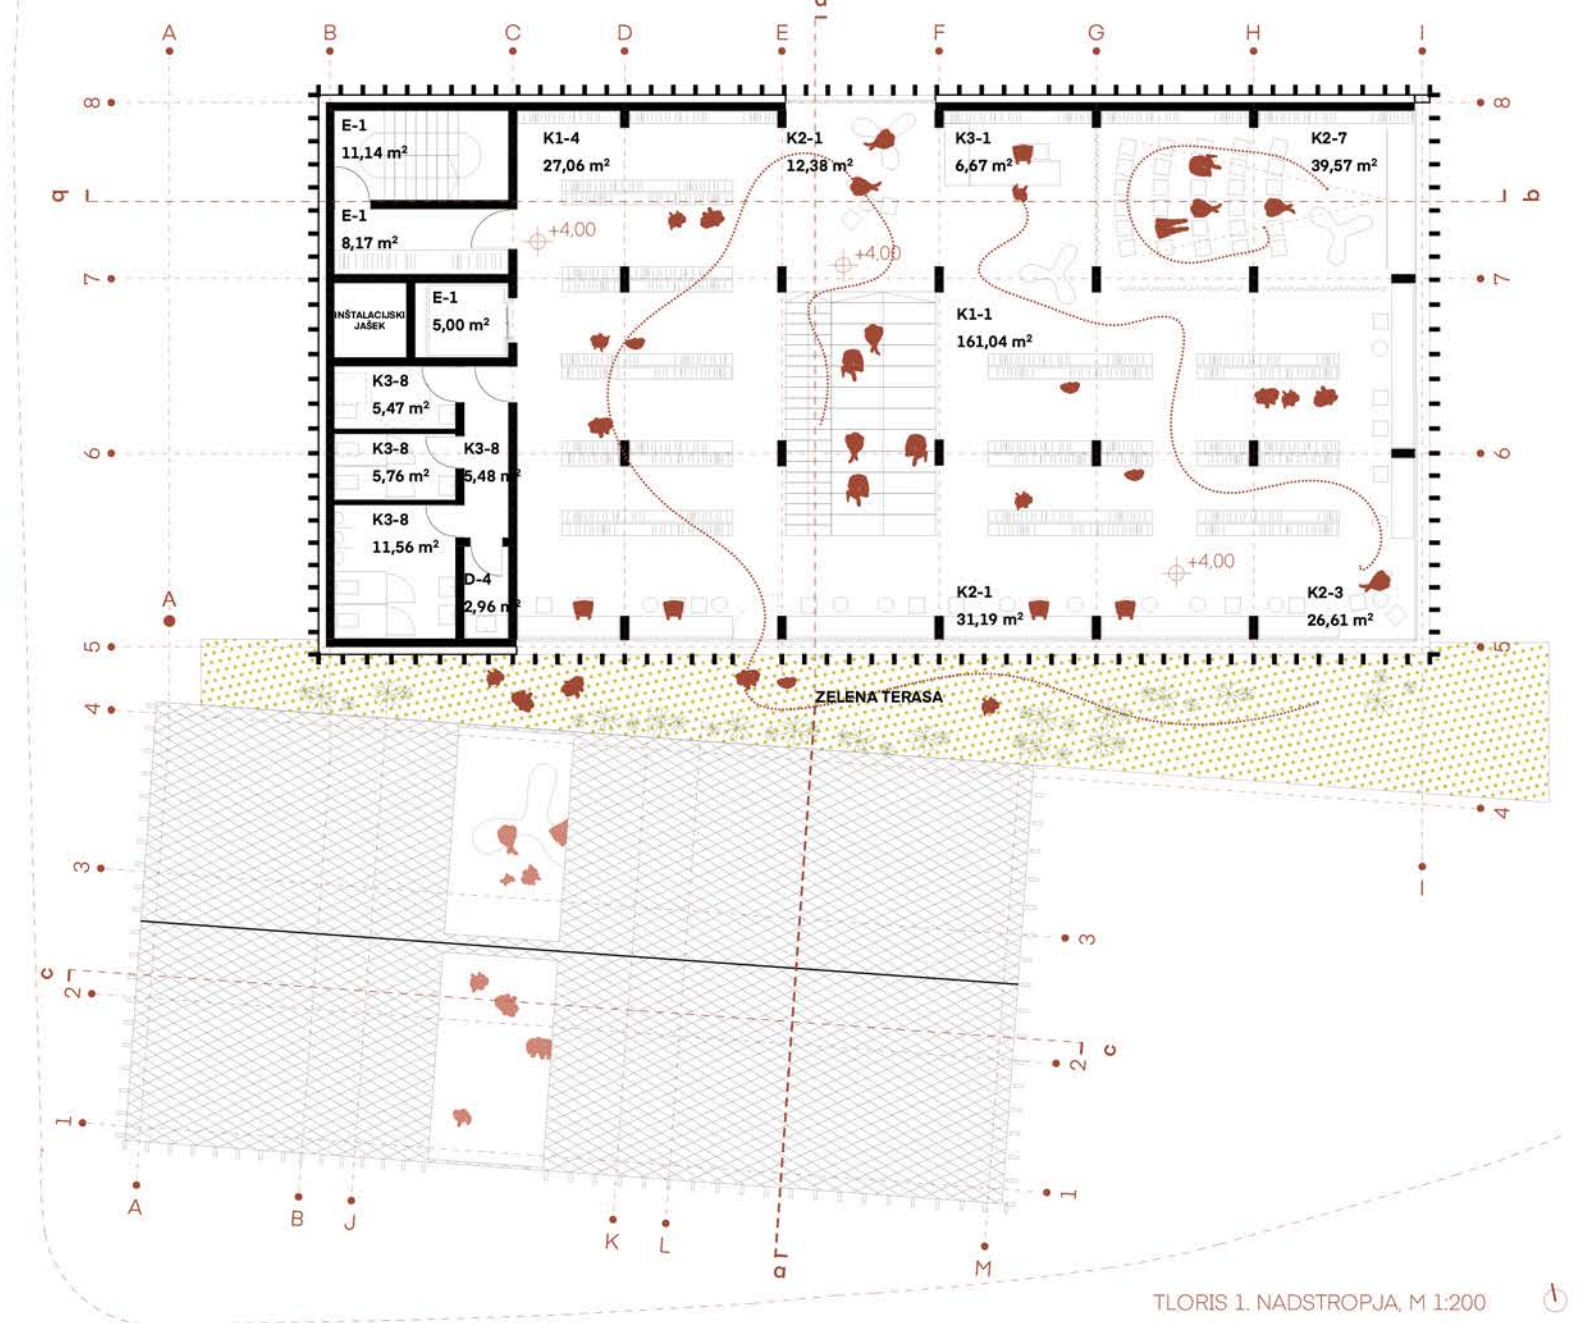 a
A B C D E F G H I
8 8
E-1
11,14 m²
K1-4
27,06 m²
K2-1
12,38 m²
K3-1
6,67 m²
K2-7
39,57 m²
b b
E-1
8,17 m²
+4.00
+4.00
7 7
INŠTALACIJSKI
JAŠEK
E-1
5,00 m²
K1-1
161,04 m²
K3-8
5,47 m²
K3-8
5,76 m²
K3-8
5,48 m²
6 6
K3-8
11,56 m²
D-4
2,96 m²
+4.00
K2-1
31,19 m²
K2-3
26,61 m²
A
5 5
ZELENA TERASA
4
4
3
I
3
c
2
c
2
1
1
A B J K L a M
TLORIS 1. NADSTROPJA, M 1:200